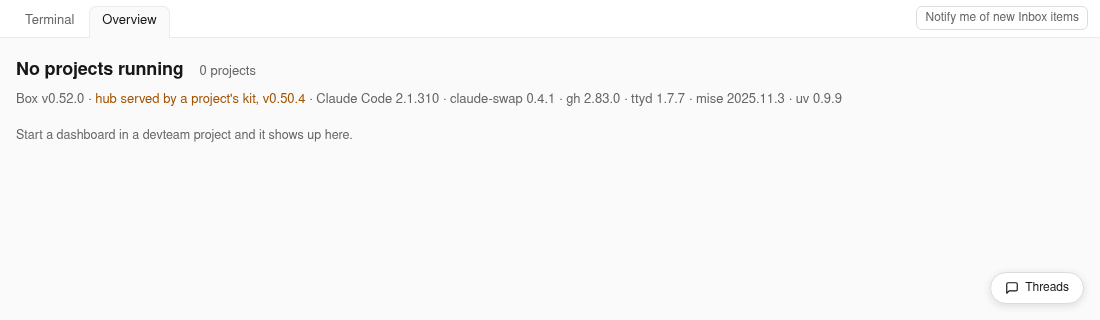 Terminal
Overview
Notify me of new Inbox items
No projects running
0 projects
Box v0.52.0 · hub served by a project's kit, v0.50.4 · Claude Code 2.1.310 · claude-swap 0.4.1 · gh 2.83.0 · ttyd 1.7.7 · mise 2025.11.3 · uv 0.9.9
Start a dashboard in a devteam project and it shows up here.
Threads